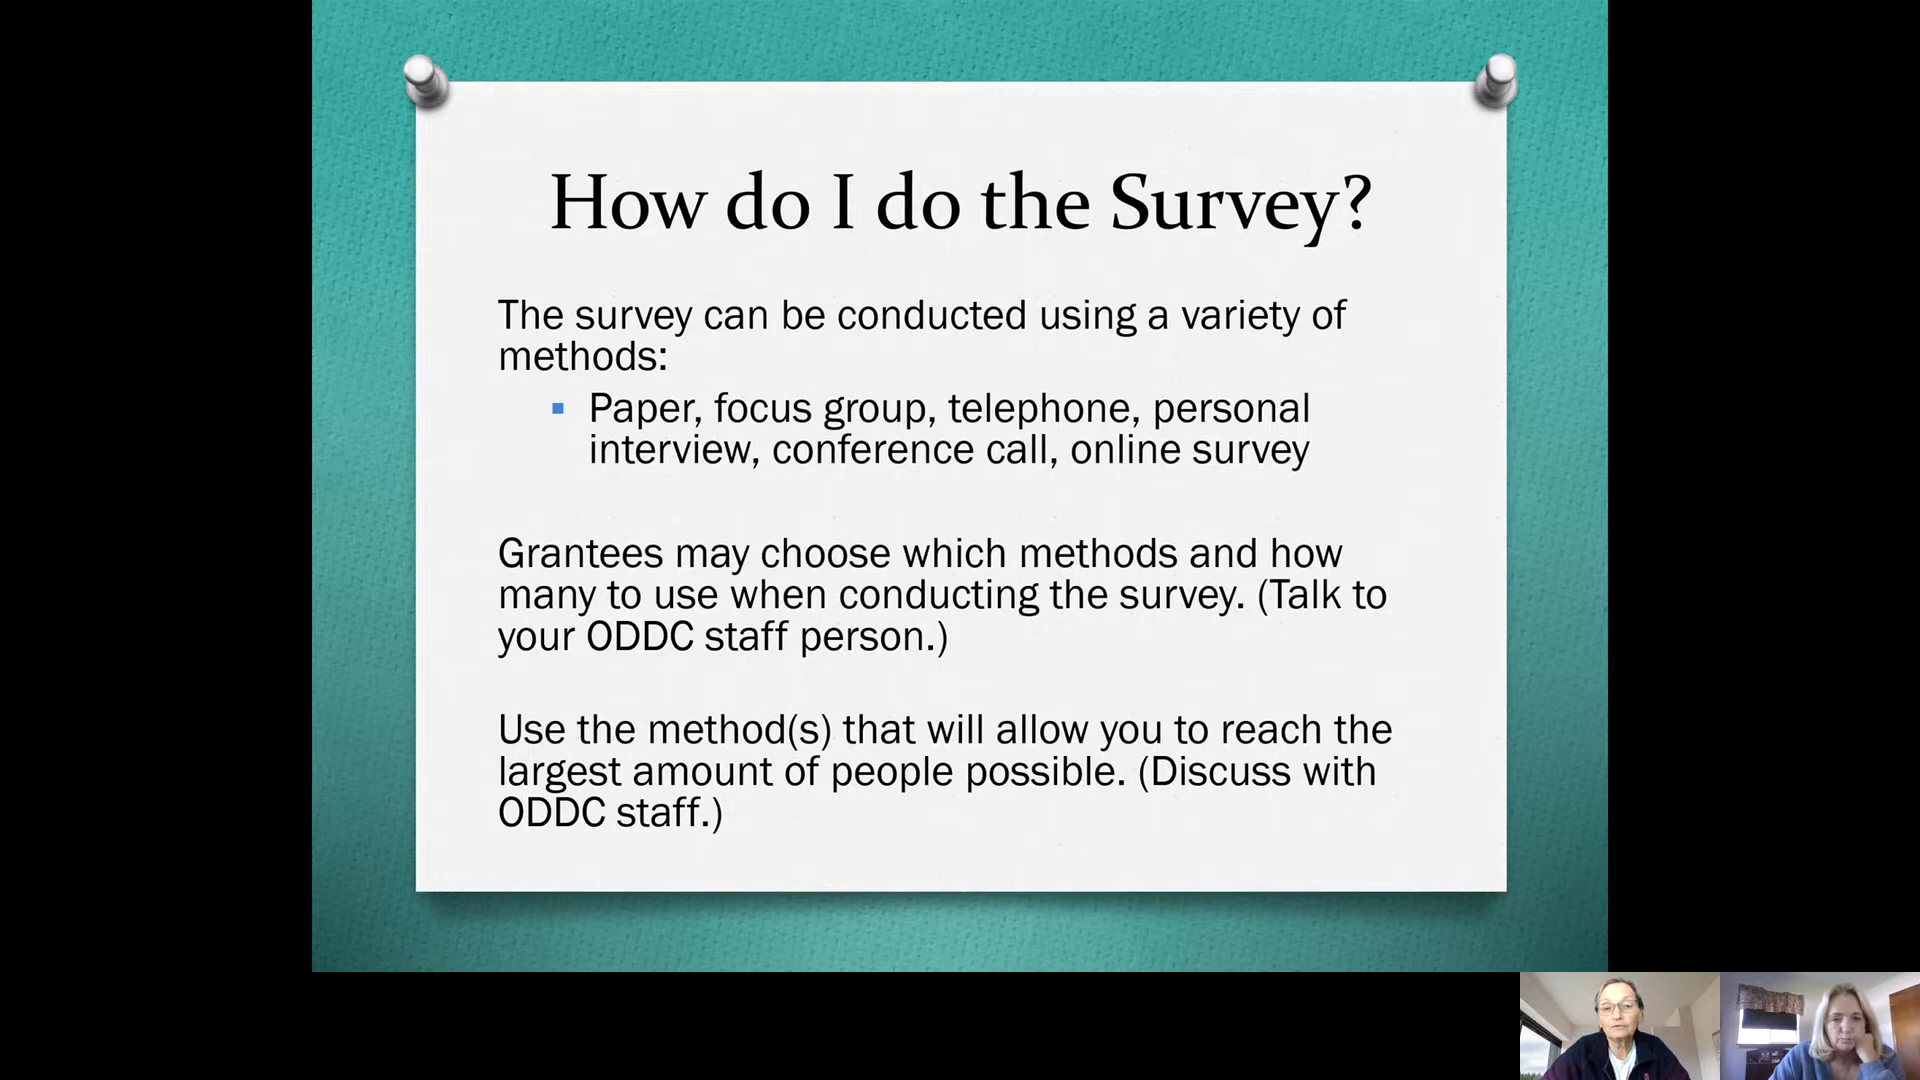 How do I do the Survey?
The survey can be conducted using a variety of
methods:
Paper, focus group, telephone, personal
interview, conference call, online survey
Grantees may choose which methods and how
many to use when conducting the survey. (Talk to
your ODDC staff person.)
Use the method(s) that will allow you to reach the
largest amount of people possible. (Discuss with
ODDC staff.)